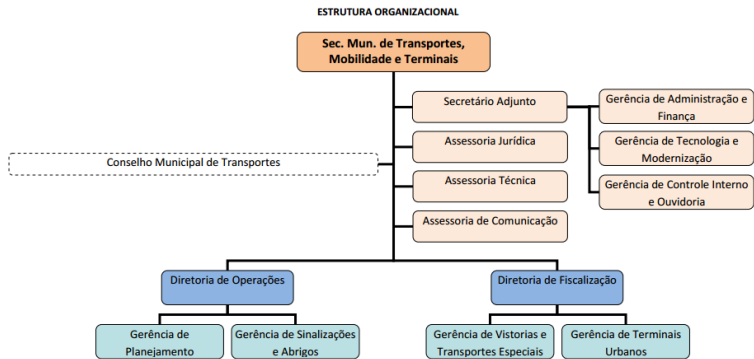 ESTRUTURA ORGANIZACIONAL
Sec. Mun. de Transportes,
Mobilidade e Terminais
Secretário Adjunto
Gerência de Administração e
Finança
Assessoria Jurídica
Gerência de Tecnologia e
Modernização
Conselho Municipal de Transportes
Assessoria Técnica
Gerência de Controle Interno
e Ouvidoria
Assessoria de Comunicação
Diretoria de Operações
Diretoria de Fiscalização
Gerência de
Planejamento
Gerência de Sinalizações
e Abrigos
Gerência de Vistorias e
Transportes Especiais
Gerência de Terminais
Urbanos